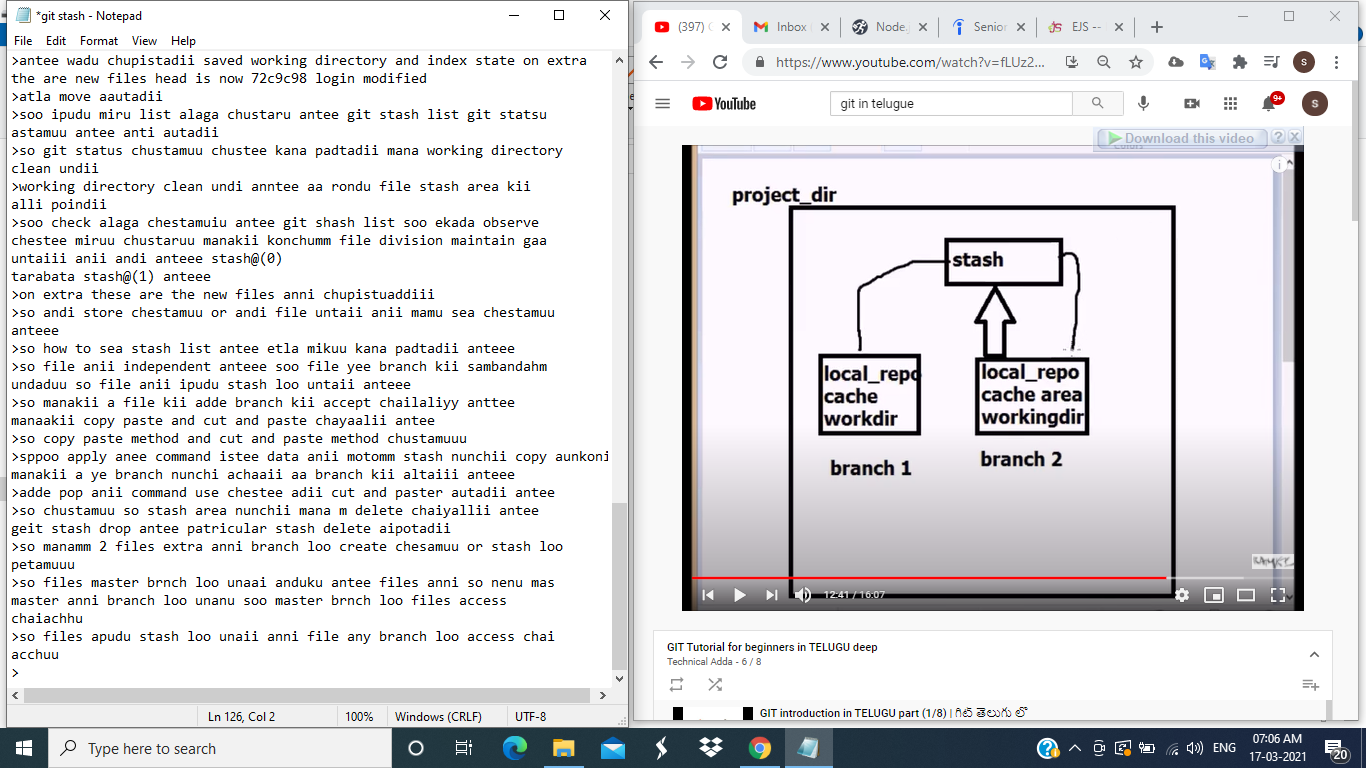 *git stash - Notepad
File Edit Format View Help
>antee wadu chupistadii saved working directory and index state on extra
the are new files head is now 72c9c98 login modified
>atla move aautadii
>soo ipudu miru list alaga chustaru antee git stash list git statsu
astamuu antee anti autadii
>so git status chustamuu chustee kana padtadii mare working directory
clean undii
>working directory clean undi anntee aa rondu file stash area kii
alli poindii
>soo check alaga chestamuiu antee git shash list soo ekada observe
chestee miruu chustaruu manakii konchumm file division maintain gaa
untaiii anii andi anteee stash@(0)
tarabata stash@(1) anteee
>on extra these are the new files anni chupistuaddiii
>so andi store chestamuu or andi file untaii anii mamu sea chestamuu
anteee
>so how to sea stash list antee etla mikuu kana padtadii anteee
>so file anii independent anteee soo file yee branch kii sambandahm
undaduu so file anii ipudu stash loo untaii anteee
>so manakii a file kii adde branch kii accept chailaliyy anttee
manaakii copy paste and cut and paste chayaalii antee
>so copy paste method and cut and paste method chustamuuu
>sppoo apply anee command istee data anii motomm stash nunchii copy aunkoni
manakii a ye branch nunchi achaaii aa branch kii altaiii anteee
>adde pop anii command use chestee adii cut and paster autadii antee
>so chustamuu so stash area nunchii mana m delete chaiyallii antee
geit stash drop antee patricular stash delete aipotadii
>so manamm 2 files extra anni branch loo create chesamuu or stash loo
petamuuu
>so files master brnch loo unaai anduku antee files anni so nenu mas
master anni branch loo unanu soo master brnch loo files access
chaiachhu
>so files apudu stash loo unaii anni file any branch loo access chai
acchuu
>
Ln 126, Col 2 100% Windows (CRLF) UTF-8
(397) Inbox Node. Senior EJS --
https://www.youtube.com/watch?v=fLUz2...
S
YouTube
git in telugue
9+
S
Download this video ?
project_dir
stash
local_repo
cache
workdir
local_repo
cache area
workingdir
branch 1
branch 2
12:41 / 16:07
GIT Tutorial for beginners in TELUGU deep
Technical Adda - 6 / 8
GIT introduction in TELUGU part (1/8) | గిట్ తెలుగు లొ
Type here to search
ENG
07:06 AM
17-03-2021
20